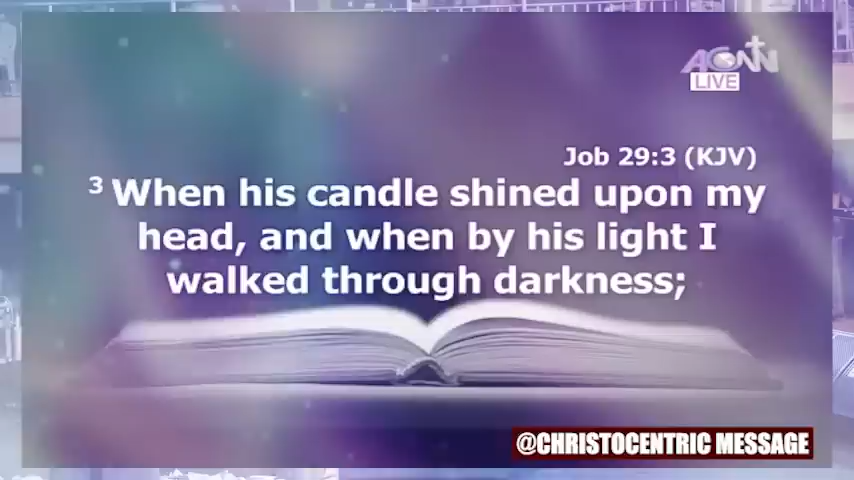 ACNN
LIVE
Job 29:3 (KJV)
3 When his candle shined upon my
head, and when by his light I
walked through darkness;
@CHRISTOCENTRIC MESSAGE